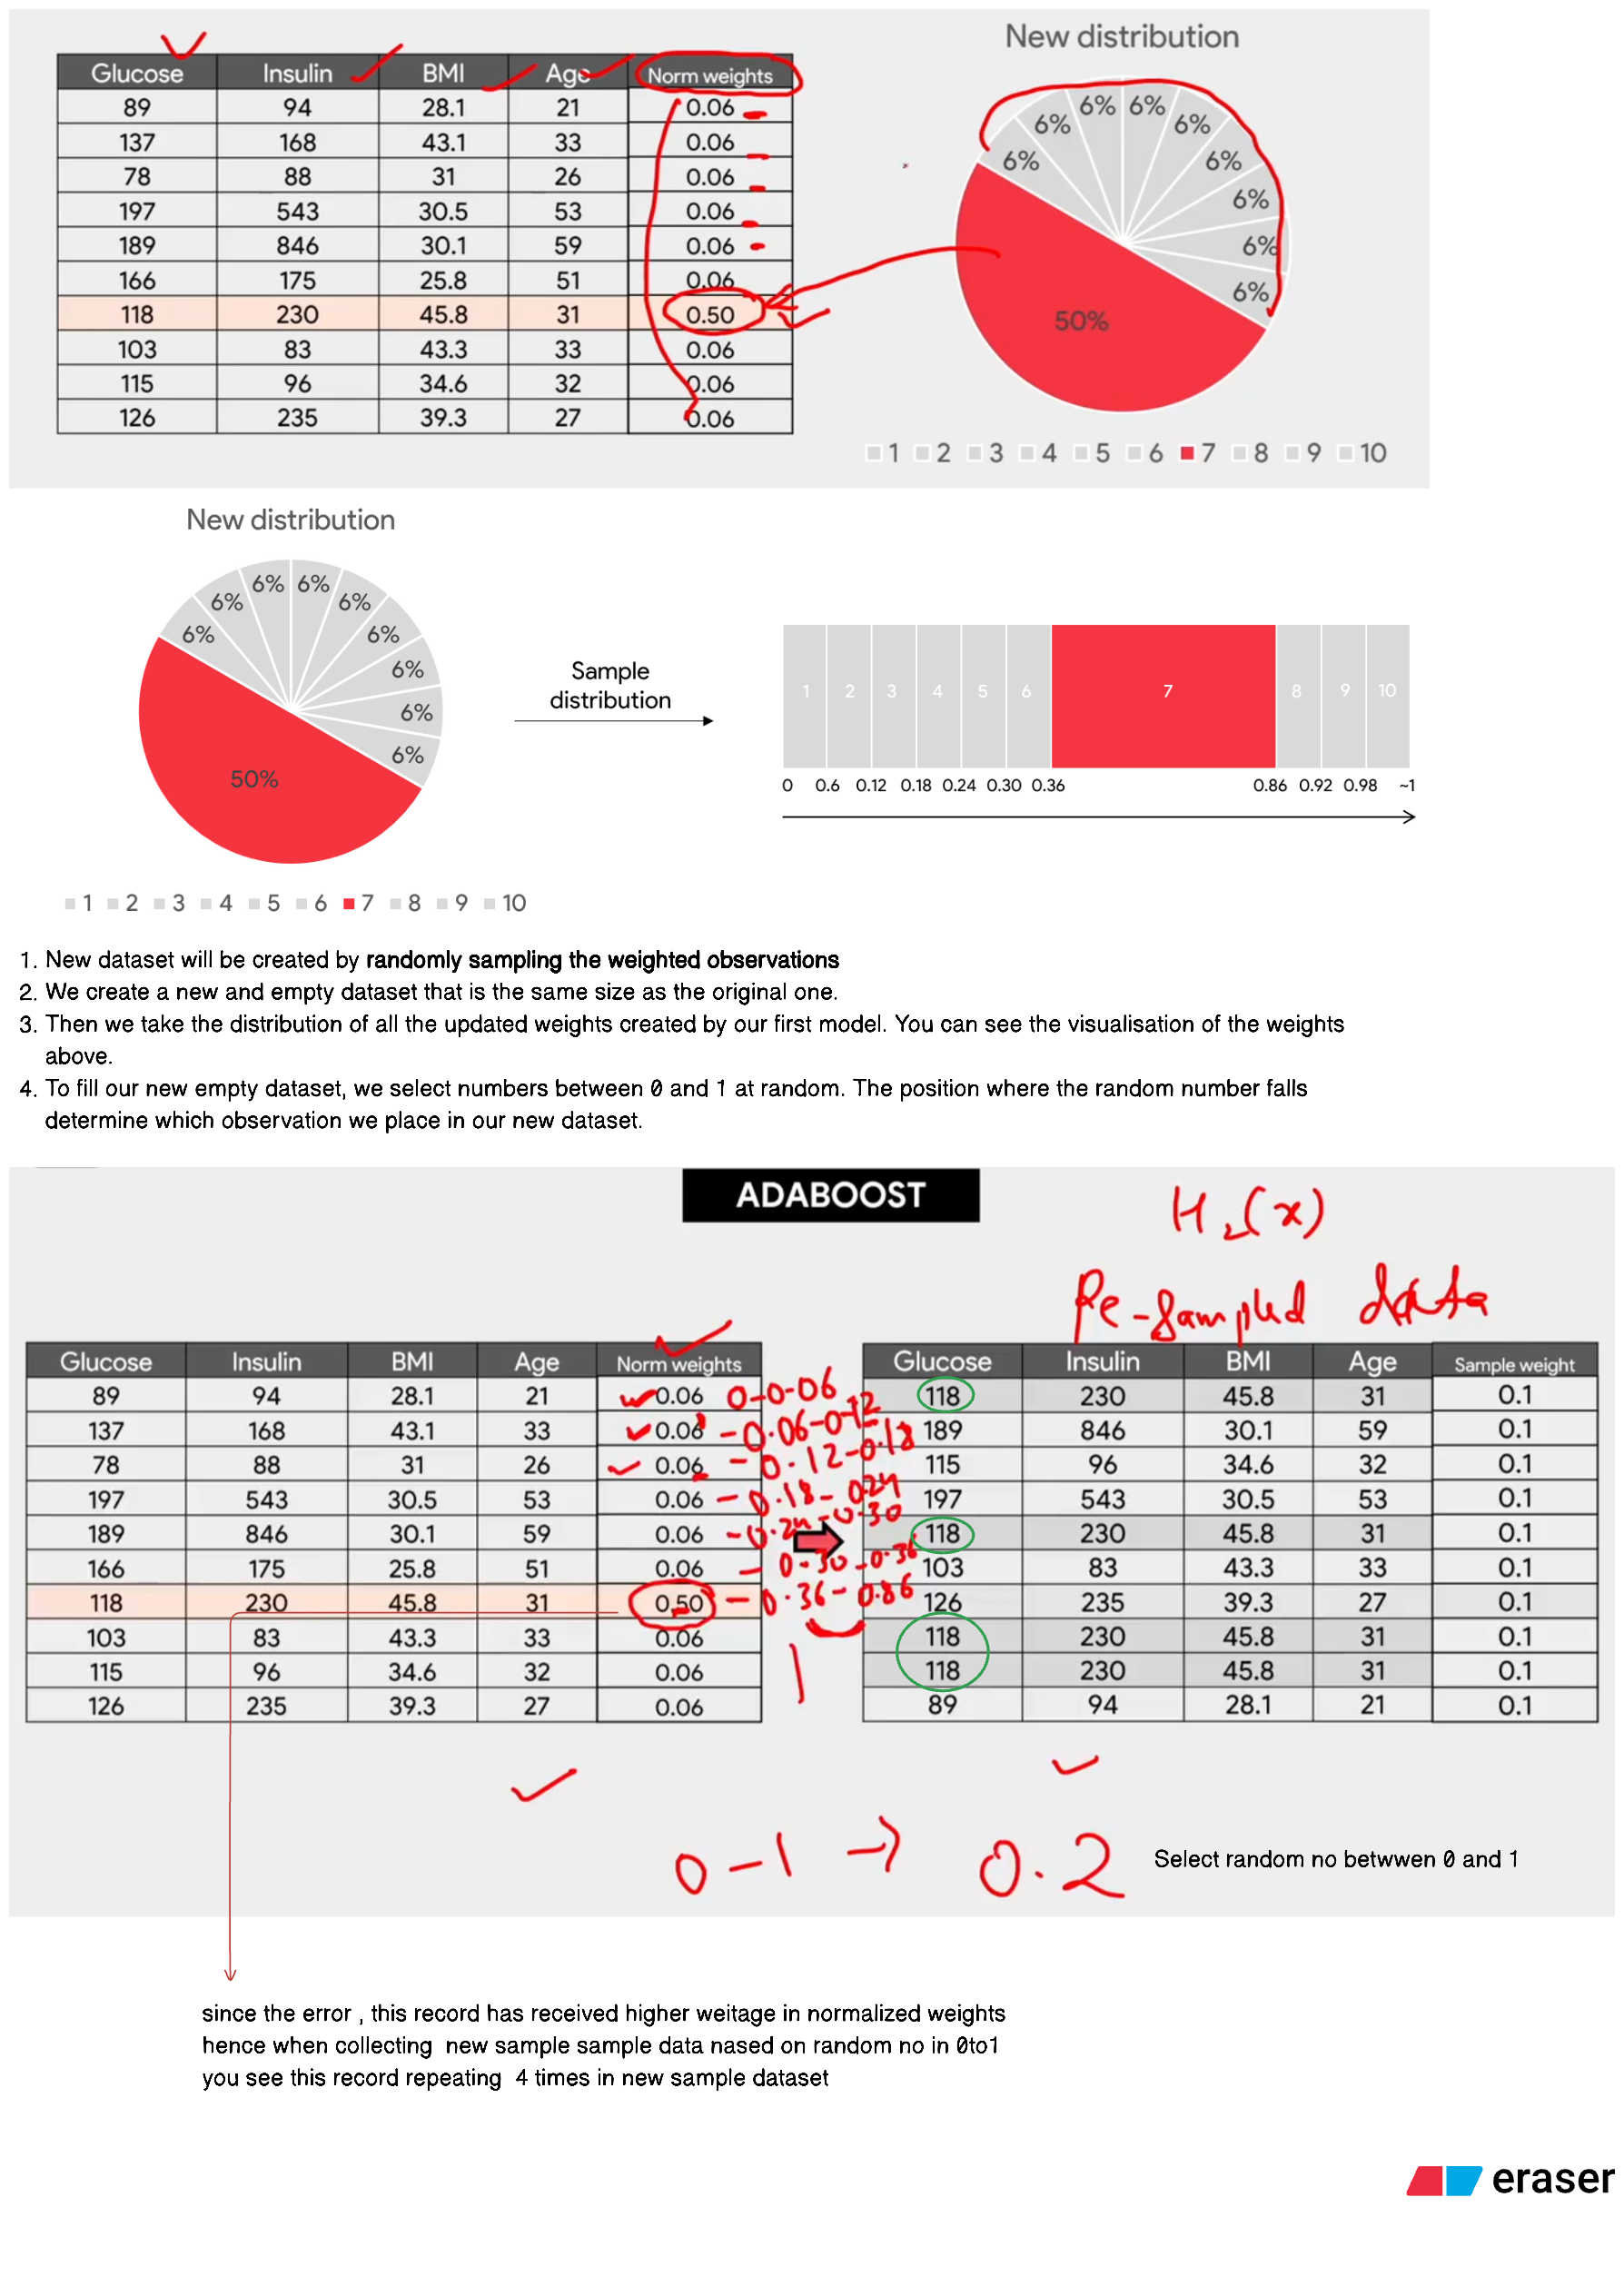 New distribution
Glucose Insulin BMI Age Norm weights
89 94 28.1 21 0.06
137 168 43.1 33 0.06
78 88 31 26 0.06
197 543 30.5 53 0.06
189 846 30.1 59 0.06
166 175 25.8 51 0.06
118 230 45.8 31 0.50
103 83 43.3 33 0.06
115 96 34.6 32 0.06
126 235 39.3 27 0.06
6% 6%
6% 6%
6% 6%
6%
6%
6%
50%
1 2 3 4 5 6 7 8 9 10
New distribution
6% 6%
6% 6%
6% 6%
6%
6%
6%
50%
Sample
distribution
1 2 3 4 5 6 7 8 9 10
0 0.6 0.12 0.18 0.24 0.30 0.36 0.86 0.92 0.98 ~1
1 2 3 4 5 6 7 8 9 10
1. New dataset will be created by randomly sampling the weighted observations
2. We create a new and empty dataset that is the same size as the original one.
3. Then we take the distribution of all the updated weights created by our first model. You can see the visualisation of the weights
above.
4. To fill our new empty dataset, we select numbers between 0 and 1 at random. The position where the random number falls
determine which observation we place in our new dataset.
ADABOOST
H2(x)
Re-Sampled data
Glucose Insulin BMI Age Norm weights
89 94 28.1 21 0.06 0-0-06
137 168 43.1 33 0.06 - 0.06-0-12
78 88 31 26 0.06 - 0.12-0.18
197 543 30.5 53 0.06 - 0.18- 0.24
189 846 30.1 59 0.06 - 0.24-0.30
166 175 25.8 51 0.06 - 0.30-0.36
118 230 45.8 31 0.50 - 0.36-0.86
103 83 43.3 33 0.06
115 96 34.6 32 0.06
126 235 39.3 27 0.06
1
Glucose Insulin BMI Age Sample weight
118 230 45.8 31 0.1
189 846 30.1 59 0.1
115 96 34.6 32 0.1
197 543 30.5 53 0.1
118 230 45.8 31 0.1
103 83 43.3 33 0.1
126 235 39.3 27 0.1
118 230 45.8 31 0.1
118 230 45.8 31 0.1
89 94 28.1 21 0.1
0-1 → 0.2 Select random no betwwen 0 and 1
since the error , this record has received higher weitage in normalized weights
hence when collecting new sample sample data nased on random no in 0to1
you see this record repeating 4 times in new sample dataset
eraser